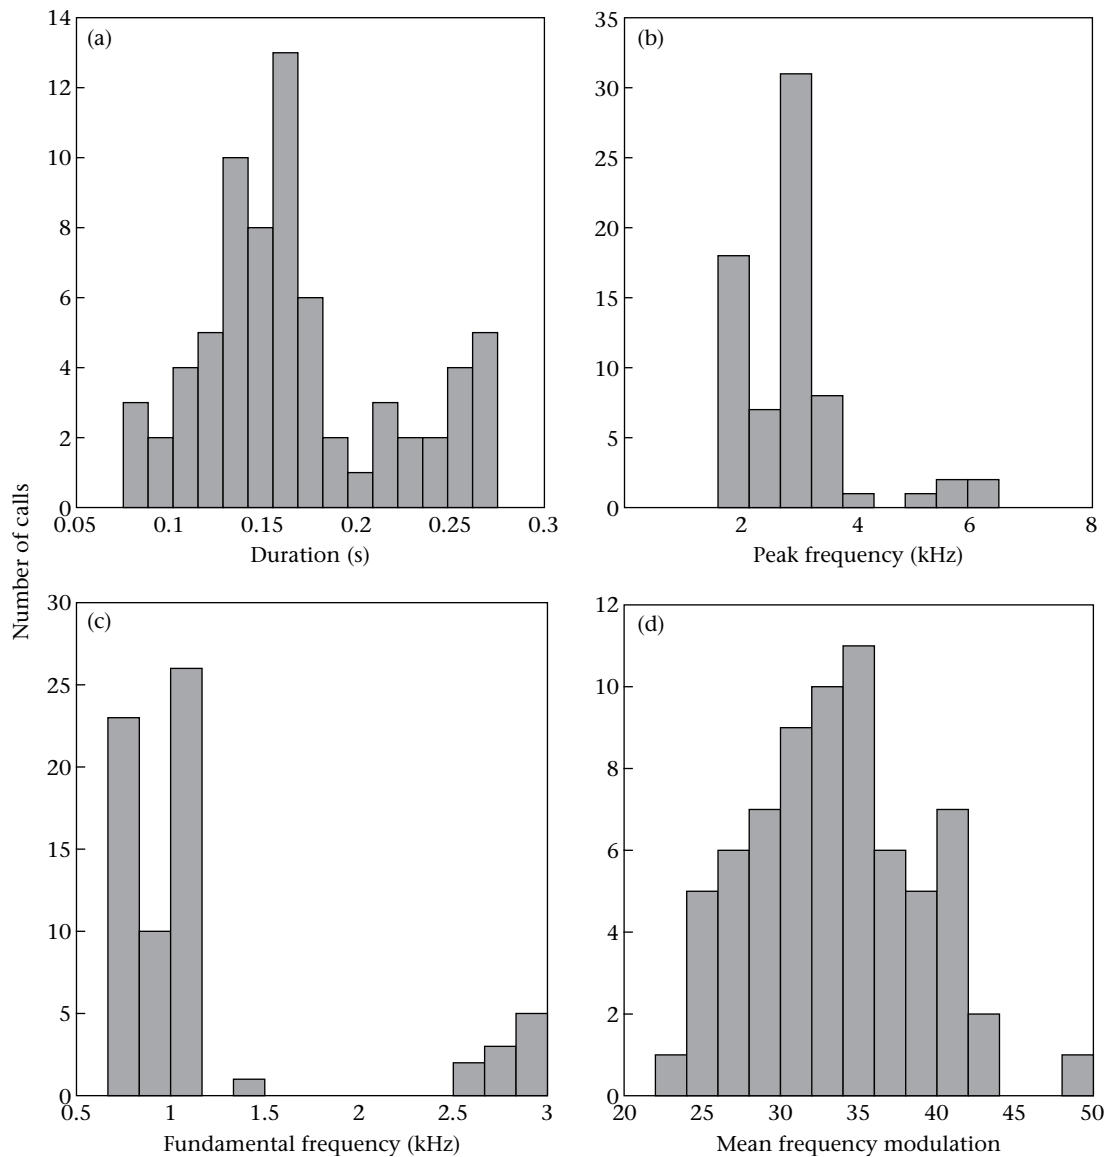 Number of calls
(a)
14
12
10
8
6
4
2
0
0.05 0.1 0.15 0.2 0.25 0.3
Duration (s)
(b)
35
30
25
20
15
10
5
0
2 4 6 8
Peak frequency (kHz)
(c)
30
25
20
15
10
5
0
0.5 1 1.5 2 2.5 3
Fundamental frequency (kHz)
(d)
12
10
8
6
4
2
0
20 25 30 35 40 45 50
Mean frequency modulation